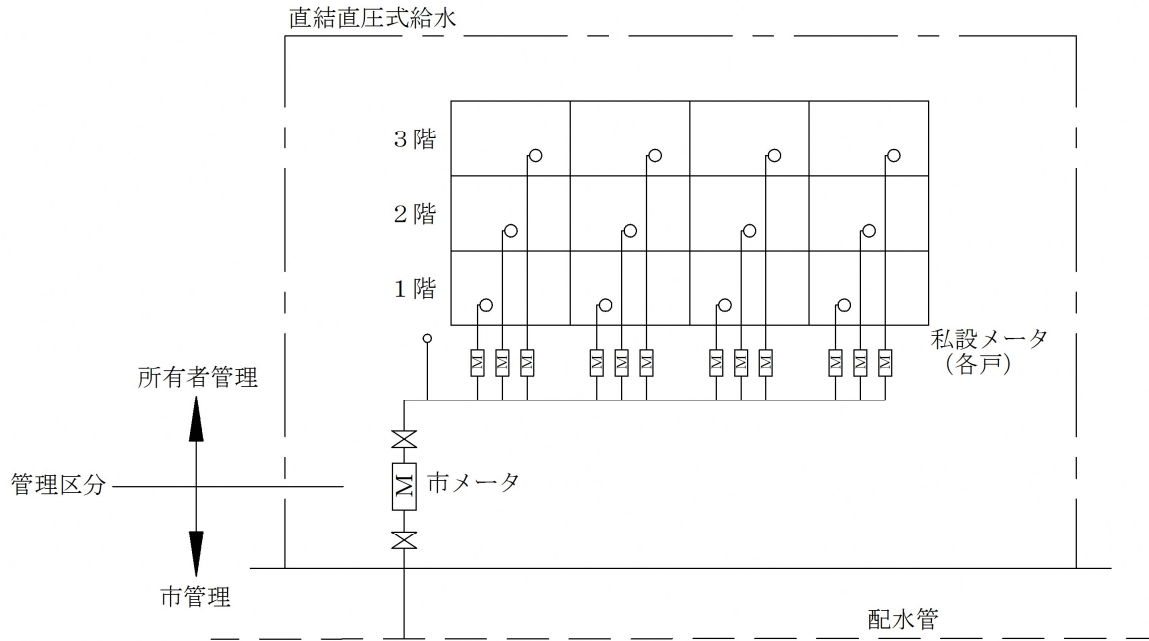 直結直圧式給水
3階
2階
1階
私設メータ
(各戸)
M M M M M M M M M M M M
所有者管理
管理区分
M 市メータ
市管理
配水管